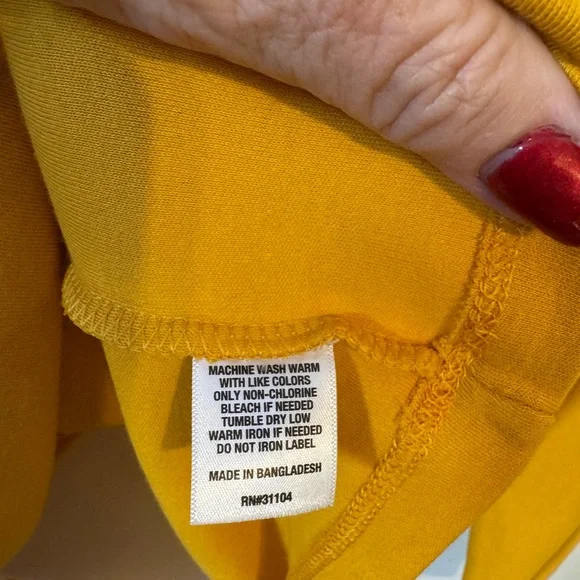 MACHINE WASH WARM
WITH LIKE COLORS
ONLY NON-CHLORINE
BLEACH IF NEEDED
TUMBLE DRY LOW
WARM IRON IF NEEDED
DO NOT IRON LABEL
MADE IN BANGLADESH
RN#31104